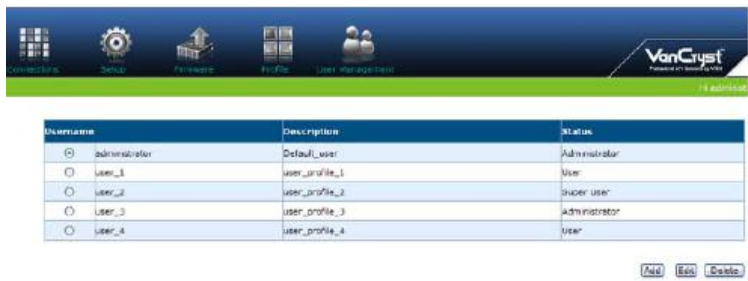 Connections Setup Firmware Profile User Management
VanCryst
Hi administ
Username Description Status
administrator Default_user Administrator
user_1 user_profile_1 User
user_2 user_profile_2 Super User
user_3 user_profile_3 Administrator
user_4 user_profile_4 User
Add Edit Delete